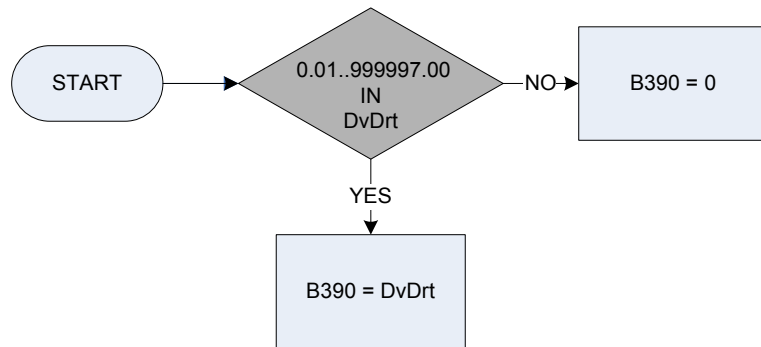 START
0.01..999997.00
IN
DvDrt
NO
B390 = 0
YES
B390 = DvDrt